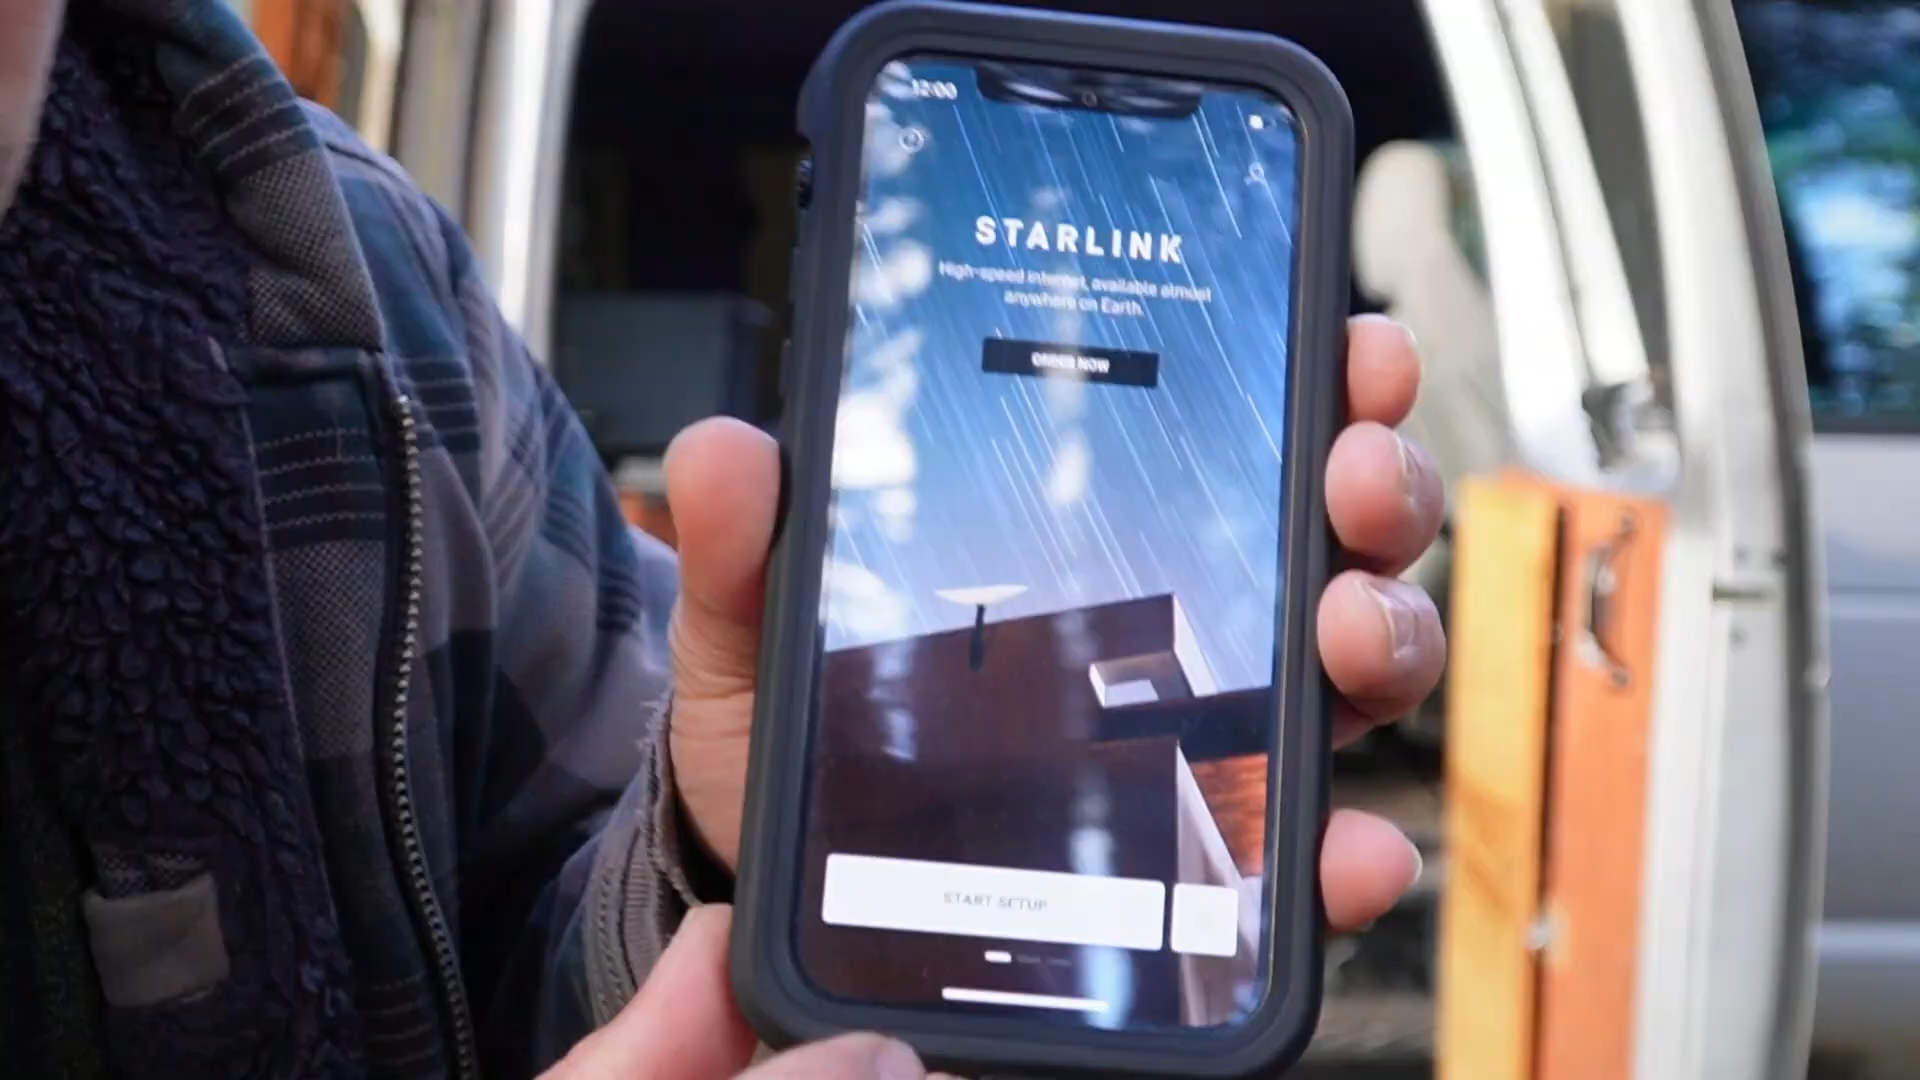 12:00
STARLINK
High-speed internet, available almost
anywhere on Earth.
ORDER NOW
START SETUP